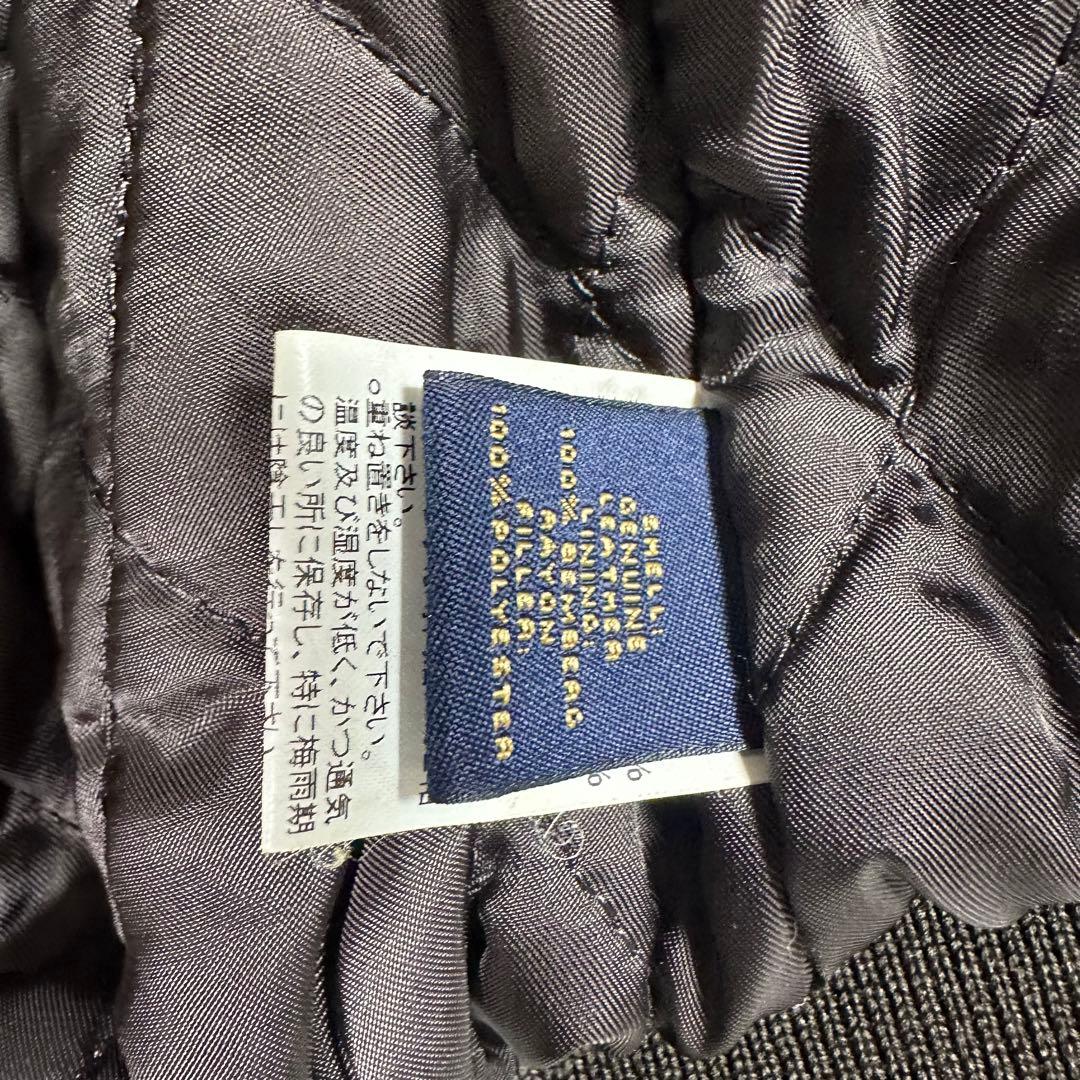 SHELL:
GENUINE
LEATHER
LINING:
100% BEMBERG
RAYON
FILLER:
100% POLYESTER
%
%
談下さい。
○重ね置きをしないで下さい。
温度及び湿度が低く、かつ通気
の良い所に保存し、特に梅雨期